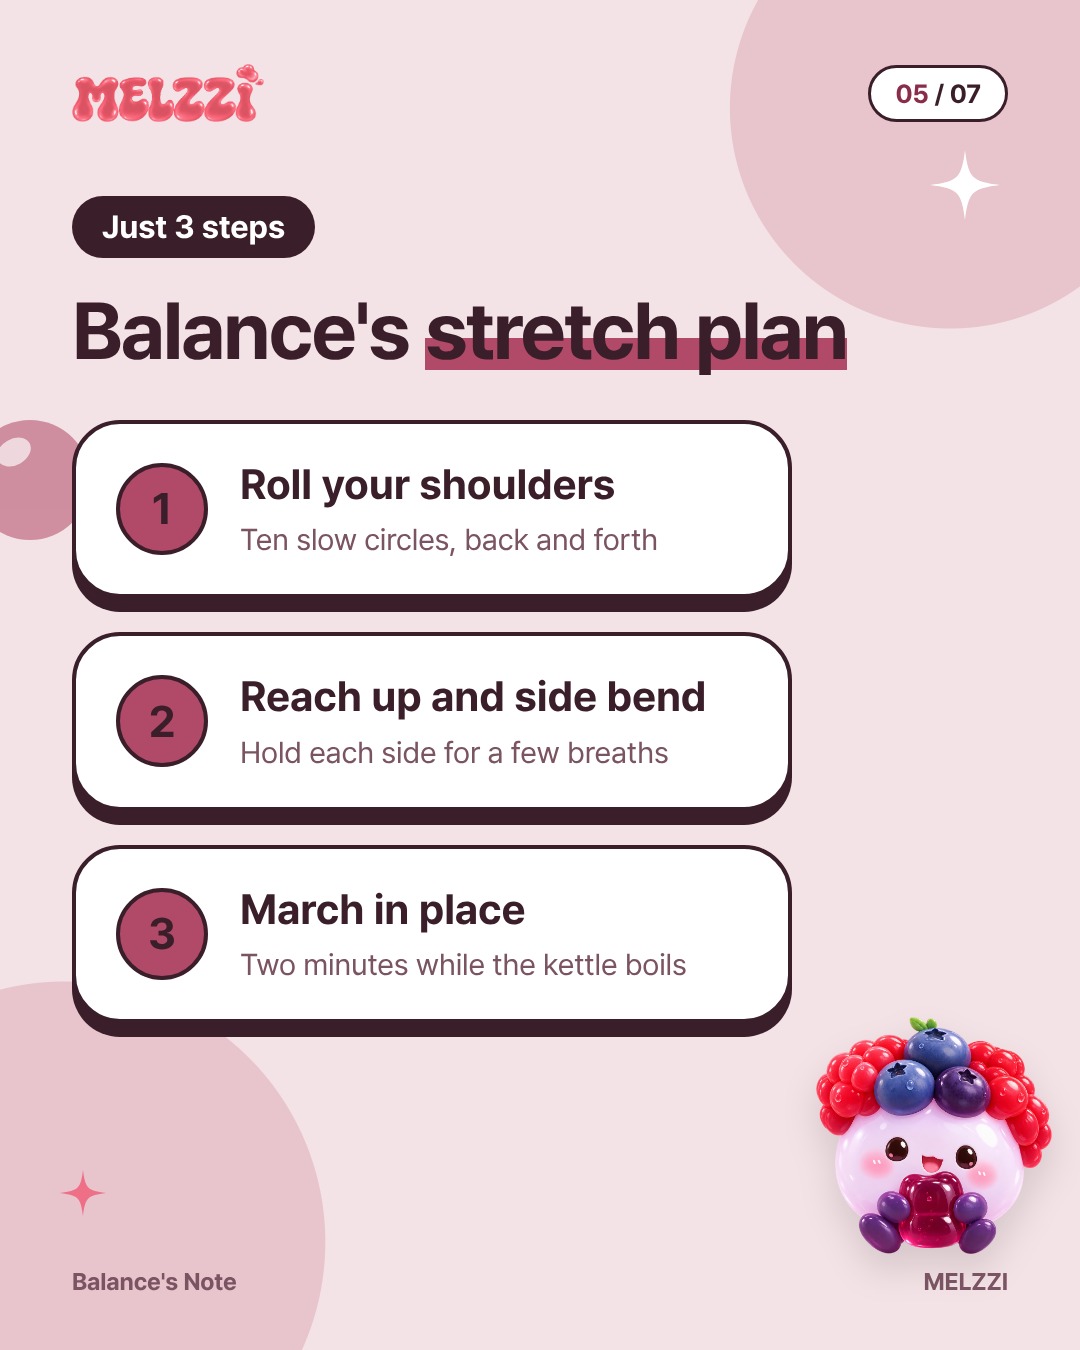 MELZZI
05 / 07
Just 3 steps
Balance's stretch plan
1
Roll your shoulders
Ten slow circles, back and forth
2
Reach up and side bend
Hold each side for a few breaths
3
March in place
Two minutes while the kettle boils
Balance's Note
MELZZI